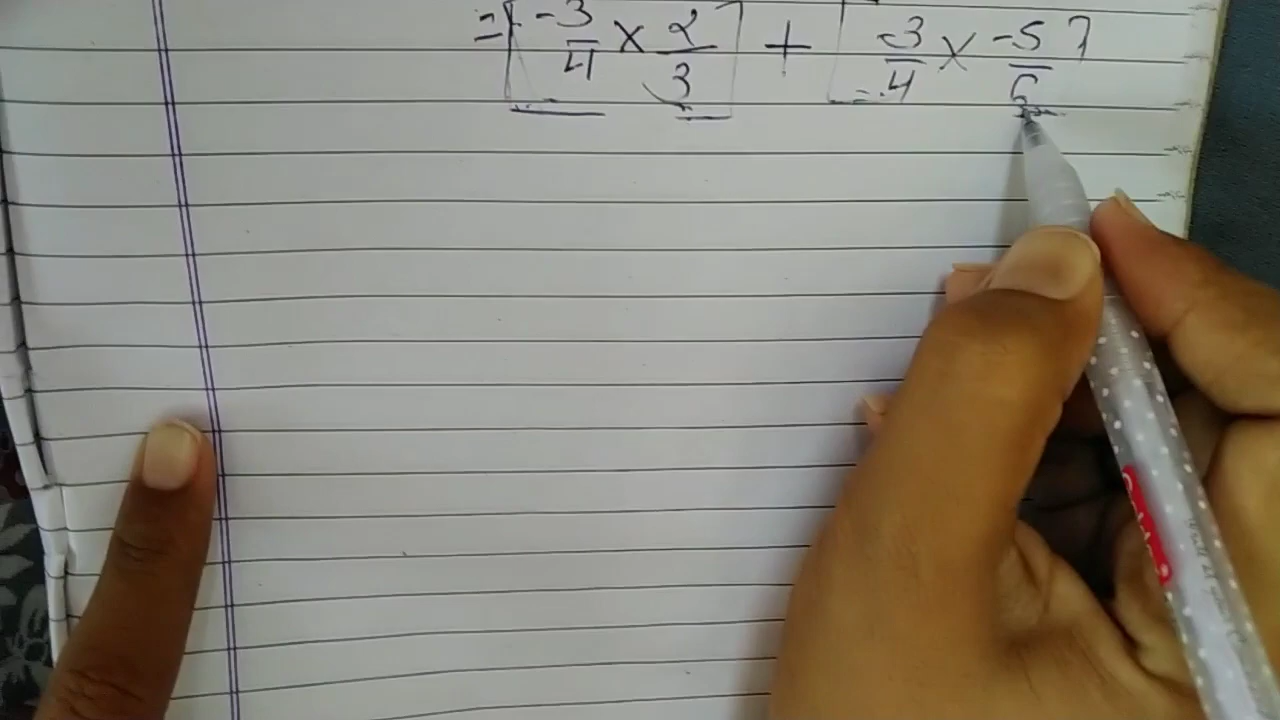 = [ -3/4 × 2/3 ] + [ -3/4 × -5/6 ]